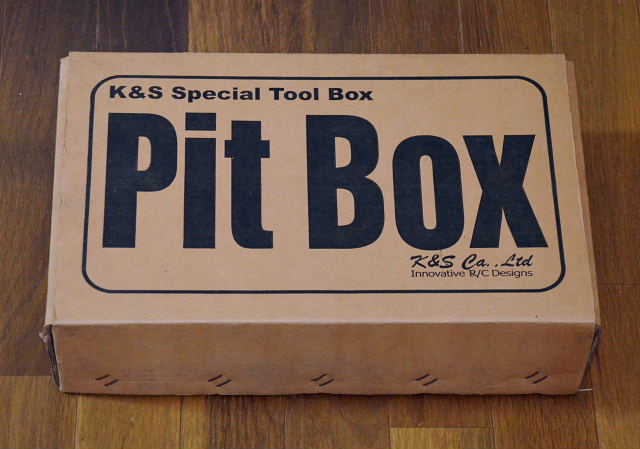 K&S Special Tool Box
Pit Box
K&S Ca.,Ltd
Innovative R/C Designs